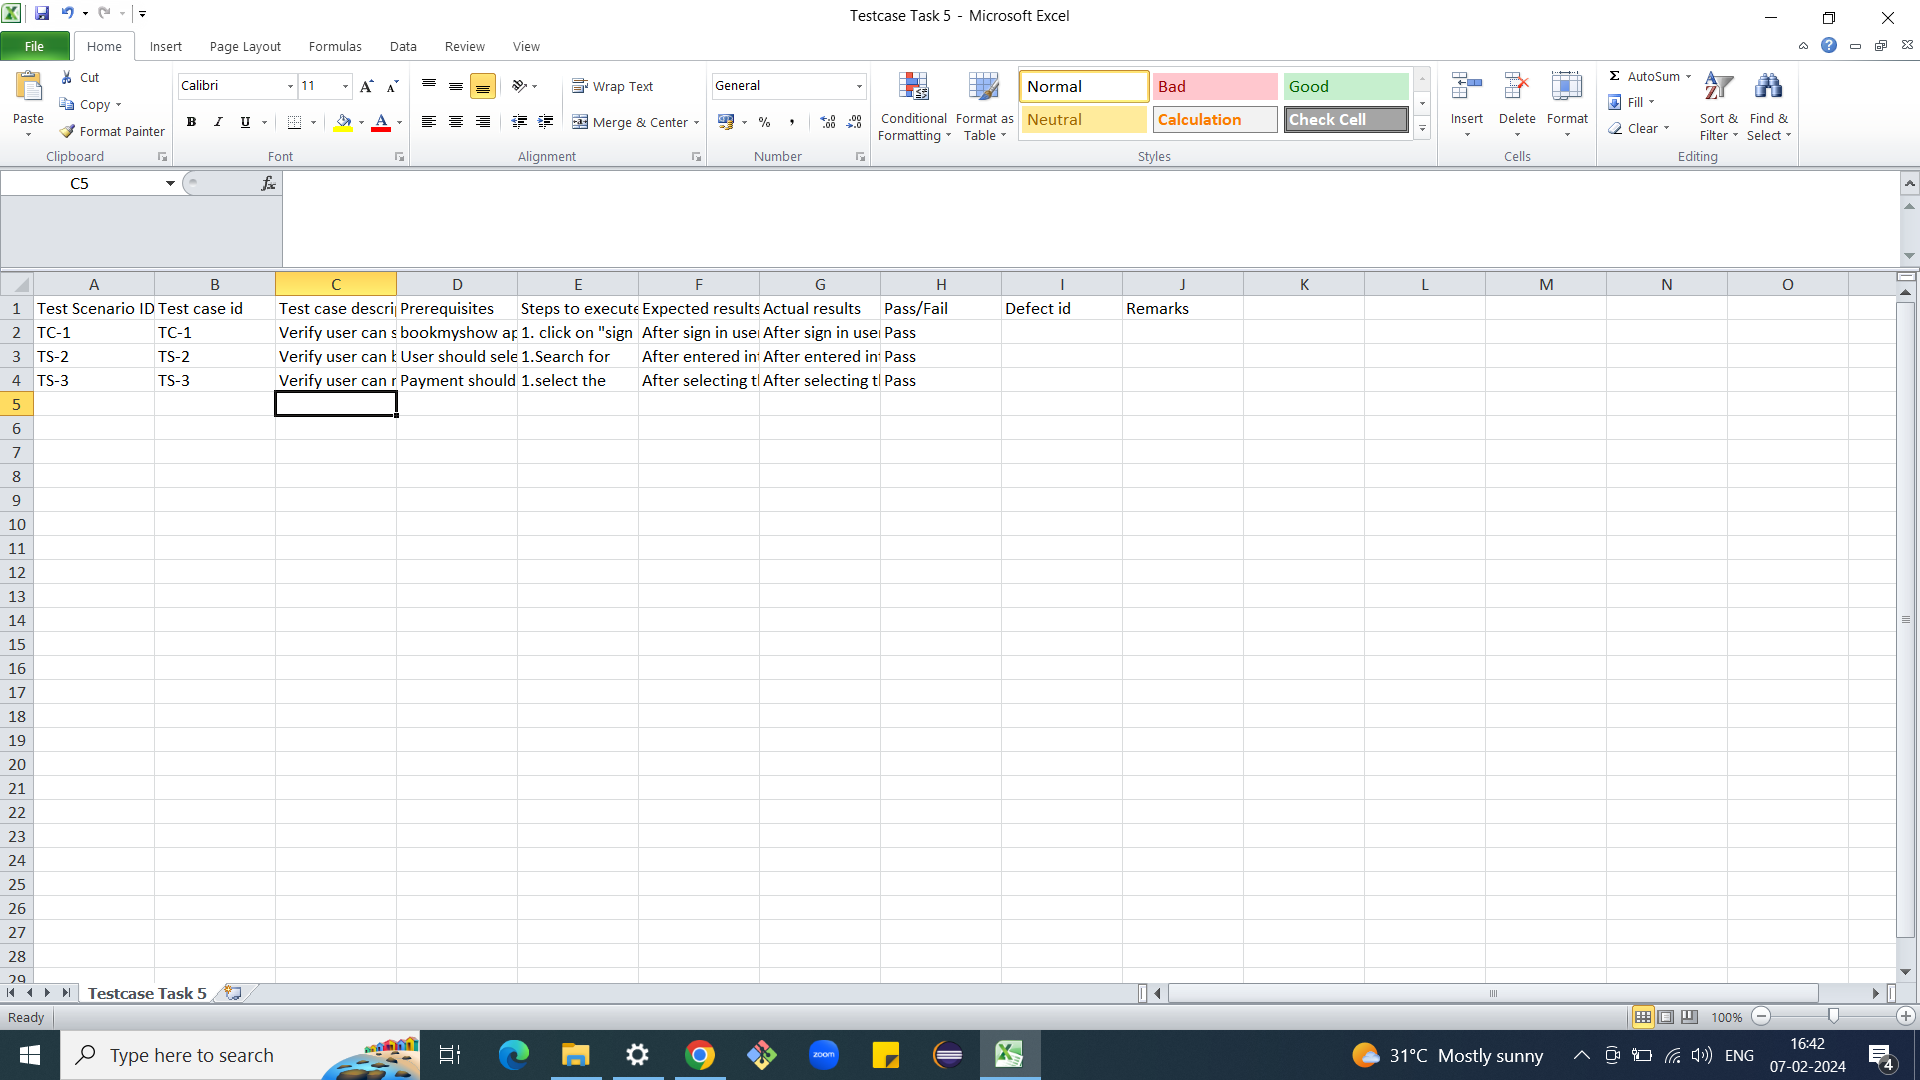 Testcase Task 5 - Microsoft Excel
File Home Insert Page Layout Formulas Data Review View
Paste
Cut
Copy
Format Painter
Clipboard
Calibri 11
B I U
Font
Wrap Text
Merge & Center
Alignment
General
% ,
Number
Conditional Formatting
Format as Table
Normal Bad Good
Neutral Calculation Check Cell
Styles
Insert Delete Format
Cells
Σ AutoSum
Fill
Clear
Sort & Filter
Find & Select
Editing
C5 fx
A B C D E F G H I J K L M N O
1 Test Scenario ID Test case id Test case descri Prerequisites Steps to execute Expected results Actual results Pass/Fail Defect id Remarks
2 TC-1 TC-1 Verify user can s bookmyshow ap 1. click on "sign After sign in use After sign in user Pass
3 TS-2 TS-2 Verify user can b User should sele 1.Search for After entered in After entered in Pass
4 TS-3 TS-3 Verify user can r Payment should 1.select the After selecting t After selecting t Pass
5
6
7
8
9
10
11
12
13
14
15
16
17
18
19
20
21
22
23
24
25
26
27
28
29
Testcase Task 5
Ready 100%
Type here to search zoom 31°C Mostly sunny ENG 16:42
07-02-2024 4